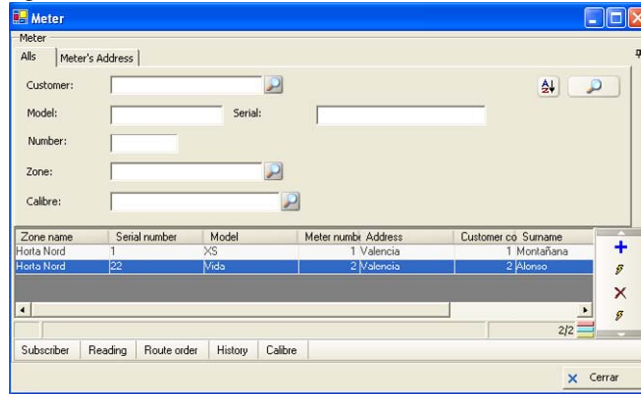 Meter
Meter
Alls Meter's Address
Customer:
Model: Serial:
Number:
Zone:
Calibre:
Zone name Serial number Model Meter numbe Address Customer co Surname
Horta Nord 1 XS 1 Valencia 1 Montañana
Horta Nord 22 Vida 2 Valencia 2 Alonso
2/2
Subscriber Reading Route order History Calibre
Cerrar